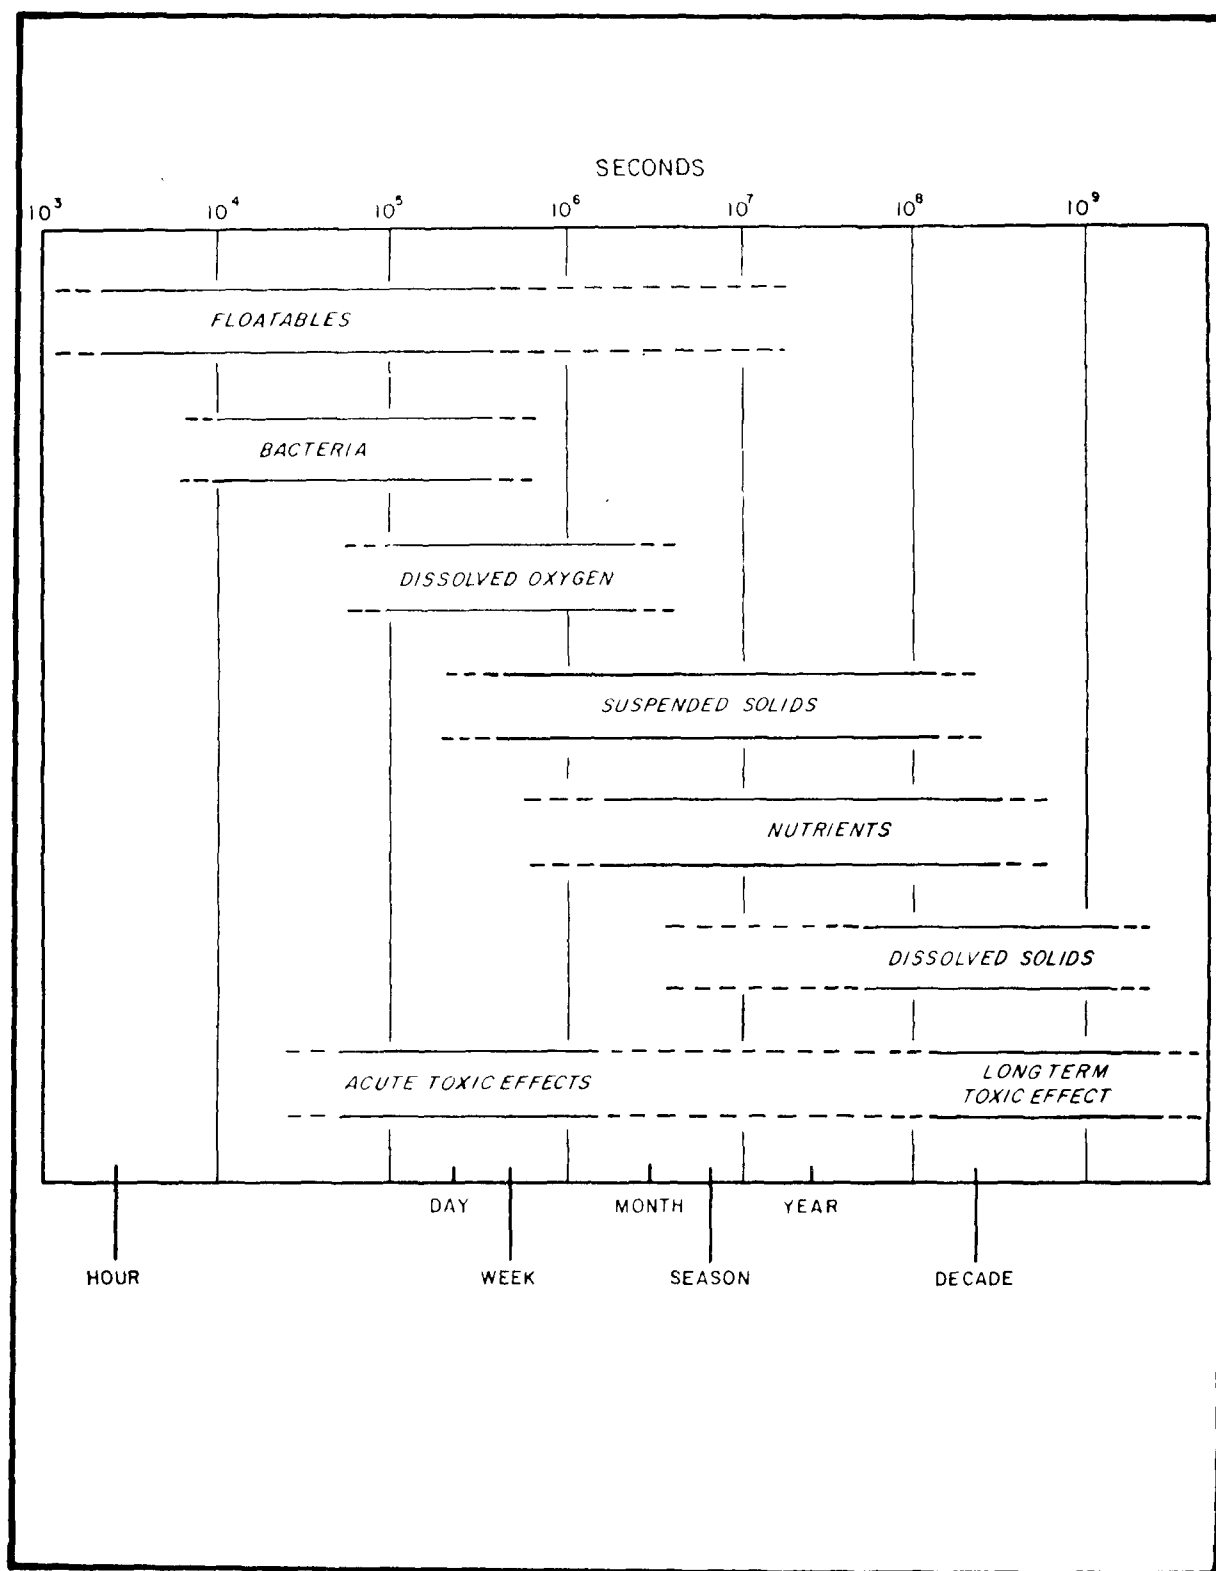 SECONDS
10³ 10⁴ 10⁵ 10⁶ 10⁷ 10⁸ 10⁹
FLOATABLES
BACTERIA
DISSOLVED OXYGEN
SUSPENDED SOLIDS
NUTRIENTS
DISSOLVED SOLIDS
ACUTE TOXIC EFFECTS
LONG TERM
TOXIC EFFECT
DAY MONTH YEAR
HOUR WEEK SEASON DECADE